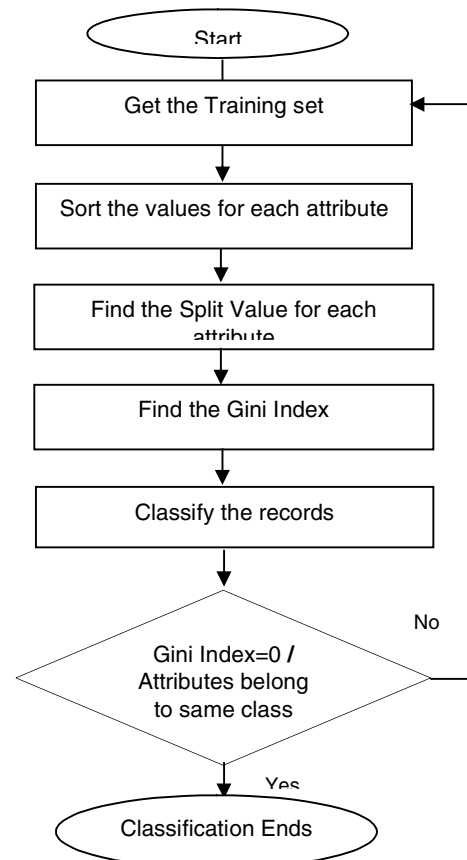 Start
Get the Training set
Sort the values for each attribute
Find the Split Value for each
attribute
Find the Gini Index
Classify the records
No
Gini Index=0 /
Attributes belong
to same class
Yes
Classification Ends